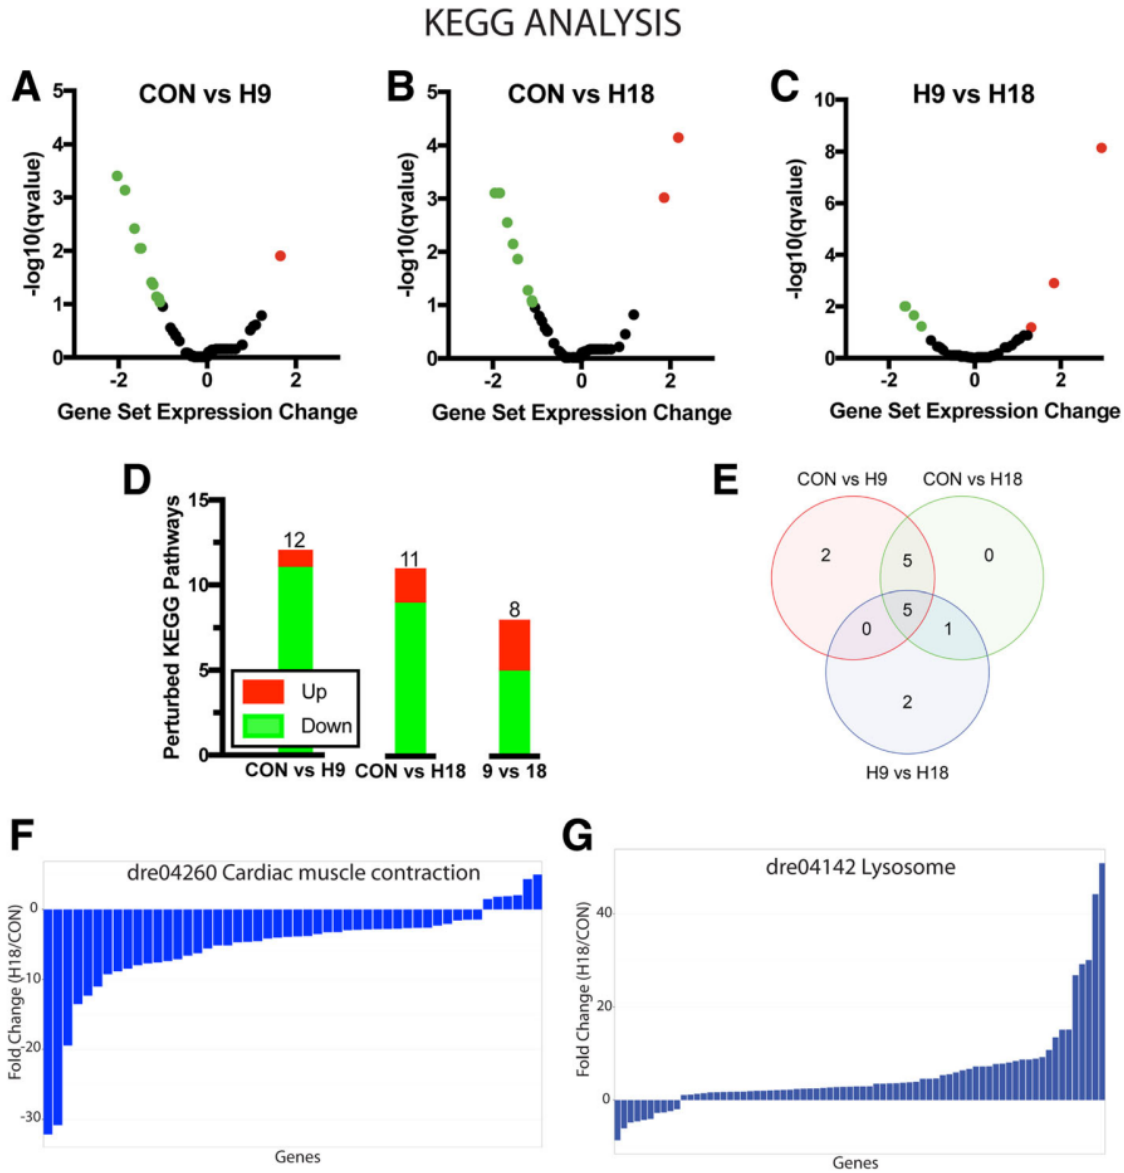 KEGG ANALYSIS
A
CON vs H9
5
4
3
2
1
0
-log10(qvalue)
-2
0
2
Gene Set Expression Change
B
CON vs H18
5
4
3
2
1
0
-log10(qvalue)
-2
0
2
Gene Set Expression Change
C
H9 vs H18
10
8
6
4
2
0
-log10(qvalue)
-2
0
2
Gene Set Expression Change
D
Perturbed KEGG Pathways
15
10
5
0
12
11
8
Up
Down
CON vs H9
CON vs H18
9 vs 18
E
CON vs H9
CON vs H18
2
5
0
5
0
1
2
H9 vs H18
F
dre04260 Cardiac muscle contraction
Fold Change (H18/CON)
0
-10
-20
-30
Genes
G
dre04142 Lysosome
Fold Change (H18/CON)
40
20
0
Genes